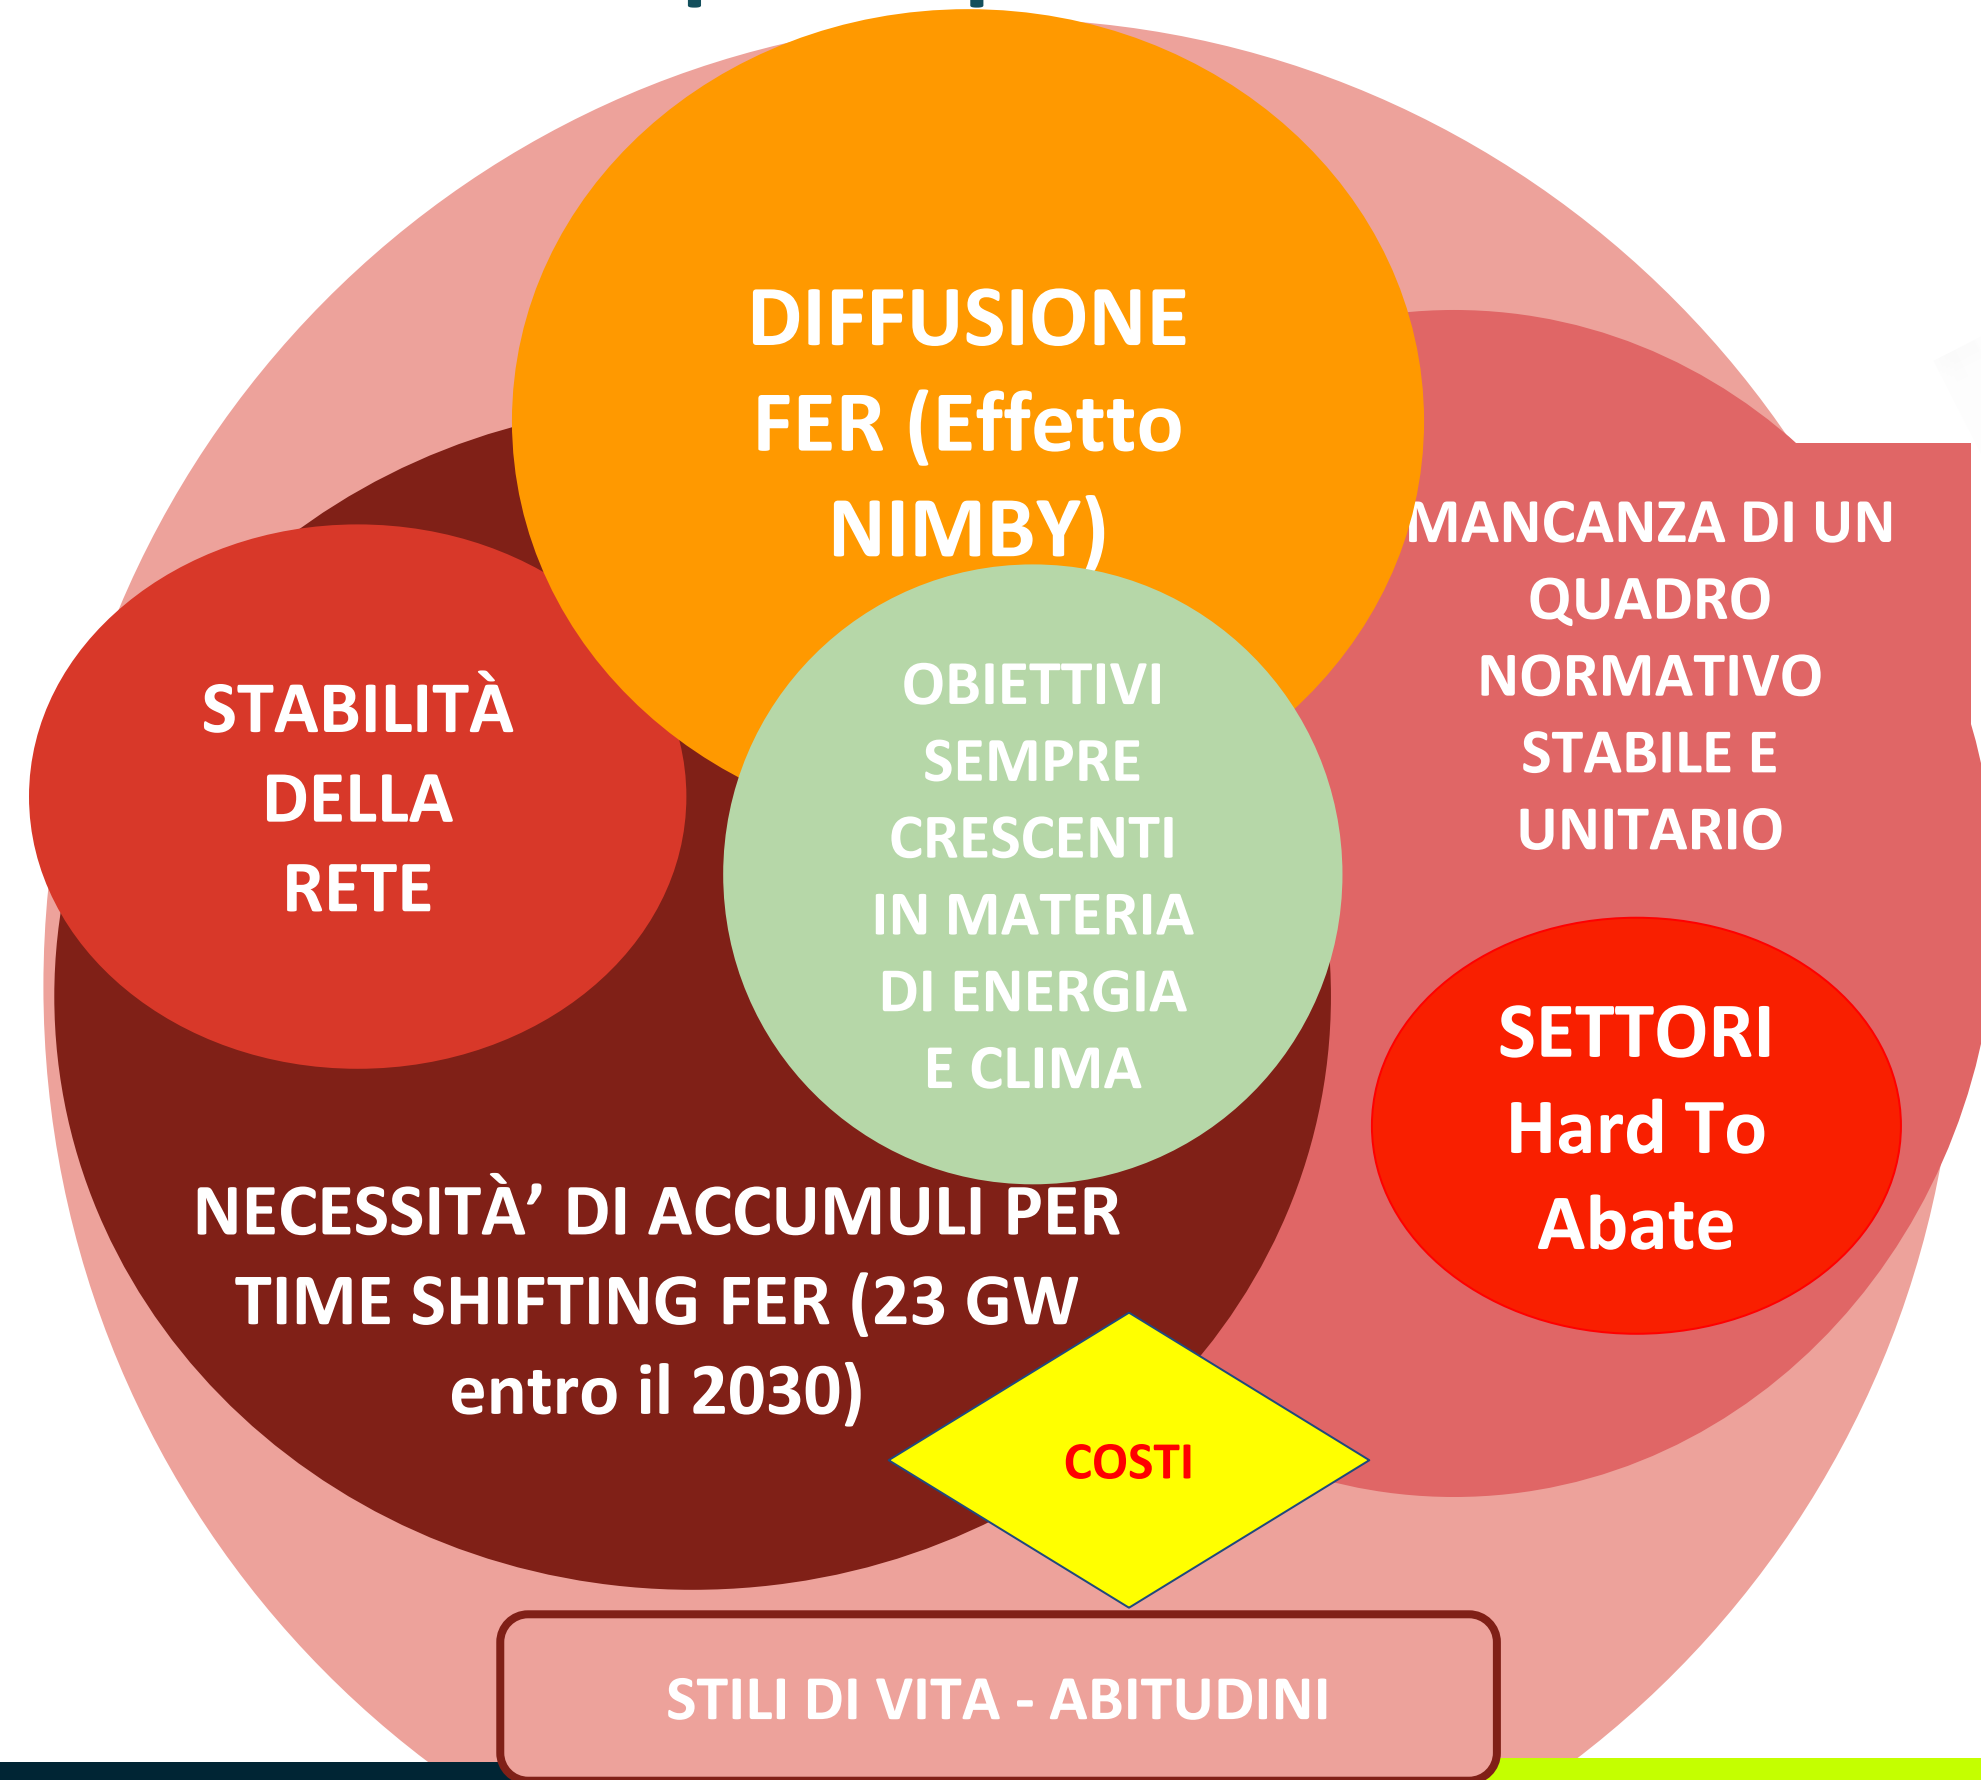 DIFFUSIONE
FER (Effetto
NIMBY)
MANCANZA DI UN
QUADRO
NORMATIVO
STABILE E
UNITARIO
STABILITÀ
DELLA
RETE
OBIETTIVI
SEMPRE
CRESCENTI
IN MATERIA
DI ENERGIA
E CLIMA
SETTORI
Hard To
Abate
NECESSITÀ’ DI ACCUMULI PER
TIME SHIFTING FER (23 GW
entro il 2030)
COSTI
STILI DI VITA - ABITUDINI